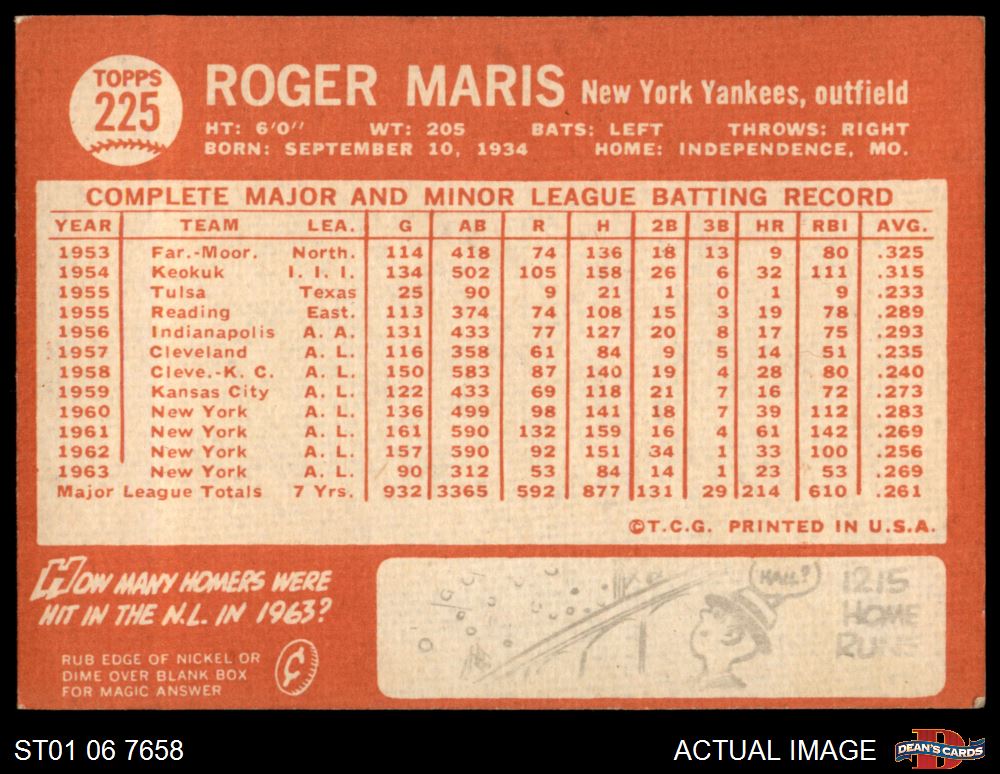 TOPPS
225
ROGER MARIS New York Yankees, outfield
HT: 6'0" WT: 205 BATS: LEFT THROWS: RIGHT
BORN: SEPTEMBER 10, 1934 HOME: INDEPENDENCE, MO.
COMPLETE MAJOR AND MINOR LEAGUE BATTING RECORD
YEAR TEAM LEA. G AB R H 2B 3B HR RBI AVG.
1953 Far.-Moor. North. 114 418 74 136 18 13 9 80 .325
1954 Keokuk I. I. I. 134 502 105 158 26 6 32 111 .315
1955 Tulsa Texas 25 90 9 21 1 0 1 9 .233
1955 Reading East. 113 374 74 108 15 3 19 78 .289
1956 Indianapolis A. A. 131 433 77 127 20 8 17 75 .293
1957 Cleveland A. L. 116 358 61 84 9 5 14 51 .235
1958 Cleve.-K. C. A. L. 150 583 87 140 19 4 28 80 .240
1959 Kansas City A. L. 122 433 69 118 21 7 16 72 .273
1960 New York A. L. 136 499 98 141 18 7 39 112 .283
1961 New York A. L. 161 590 132 159 16 4 61 142 .269
1962 New York A. L. 157 590 92 151 34 1 33 100 .256
1963 New York A. L. 90 312 53 84 14 1 23 53 .269
Major League Totals 7 Yrs. 932 3365 592 877 131 29 214 610 .261
©T.C.G. PRINTED IN U.S.A.
HOW MANY HOMERS WERE
HIT IN THE N.L. IN 1963?
RUB EDGE OF NICKEL OR
DIME OVER BLANK BOX
FOR MAGIC ANSWER
¢
HAIL?
1215
HOME
RUNS
ST01 06 7658
ACTUAL IMAGE
D
DEAN'S CARDS